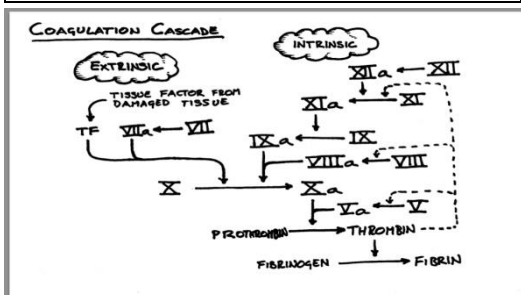 COAGULATION CASCADE
EXTRINSIC
INTRINSIC
TISSUE FACTOR FROM
DAMAGED TISSUE
XIIa XII
XIa XI
TF VIIa VII
IXa IX
VIIIa VIII
X Xa
Va V
PROTHROMBIN THROMBIN
FIBRINOGEN FIBRIN